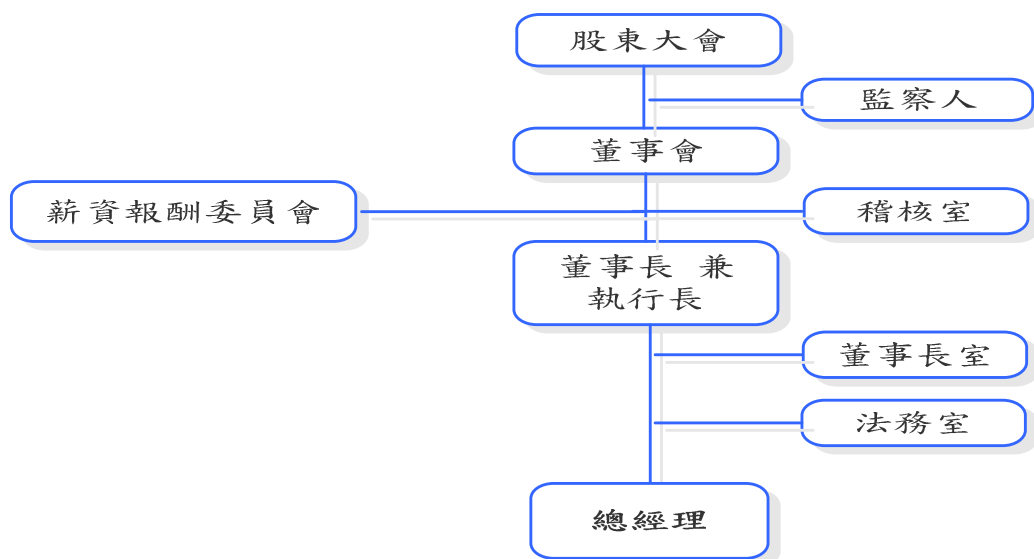 股東大會
監察人
董事會
薪資報酬委員會
稽核室
董事長 兼
執行長
董事長室
法務室
總經理